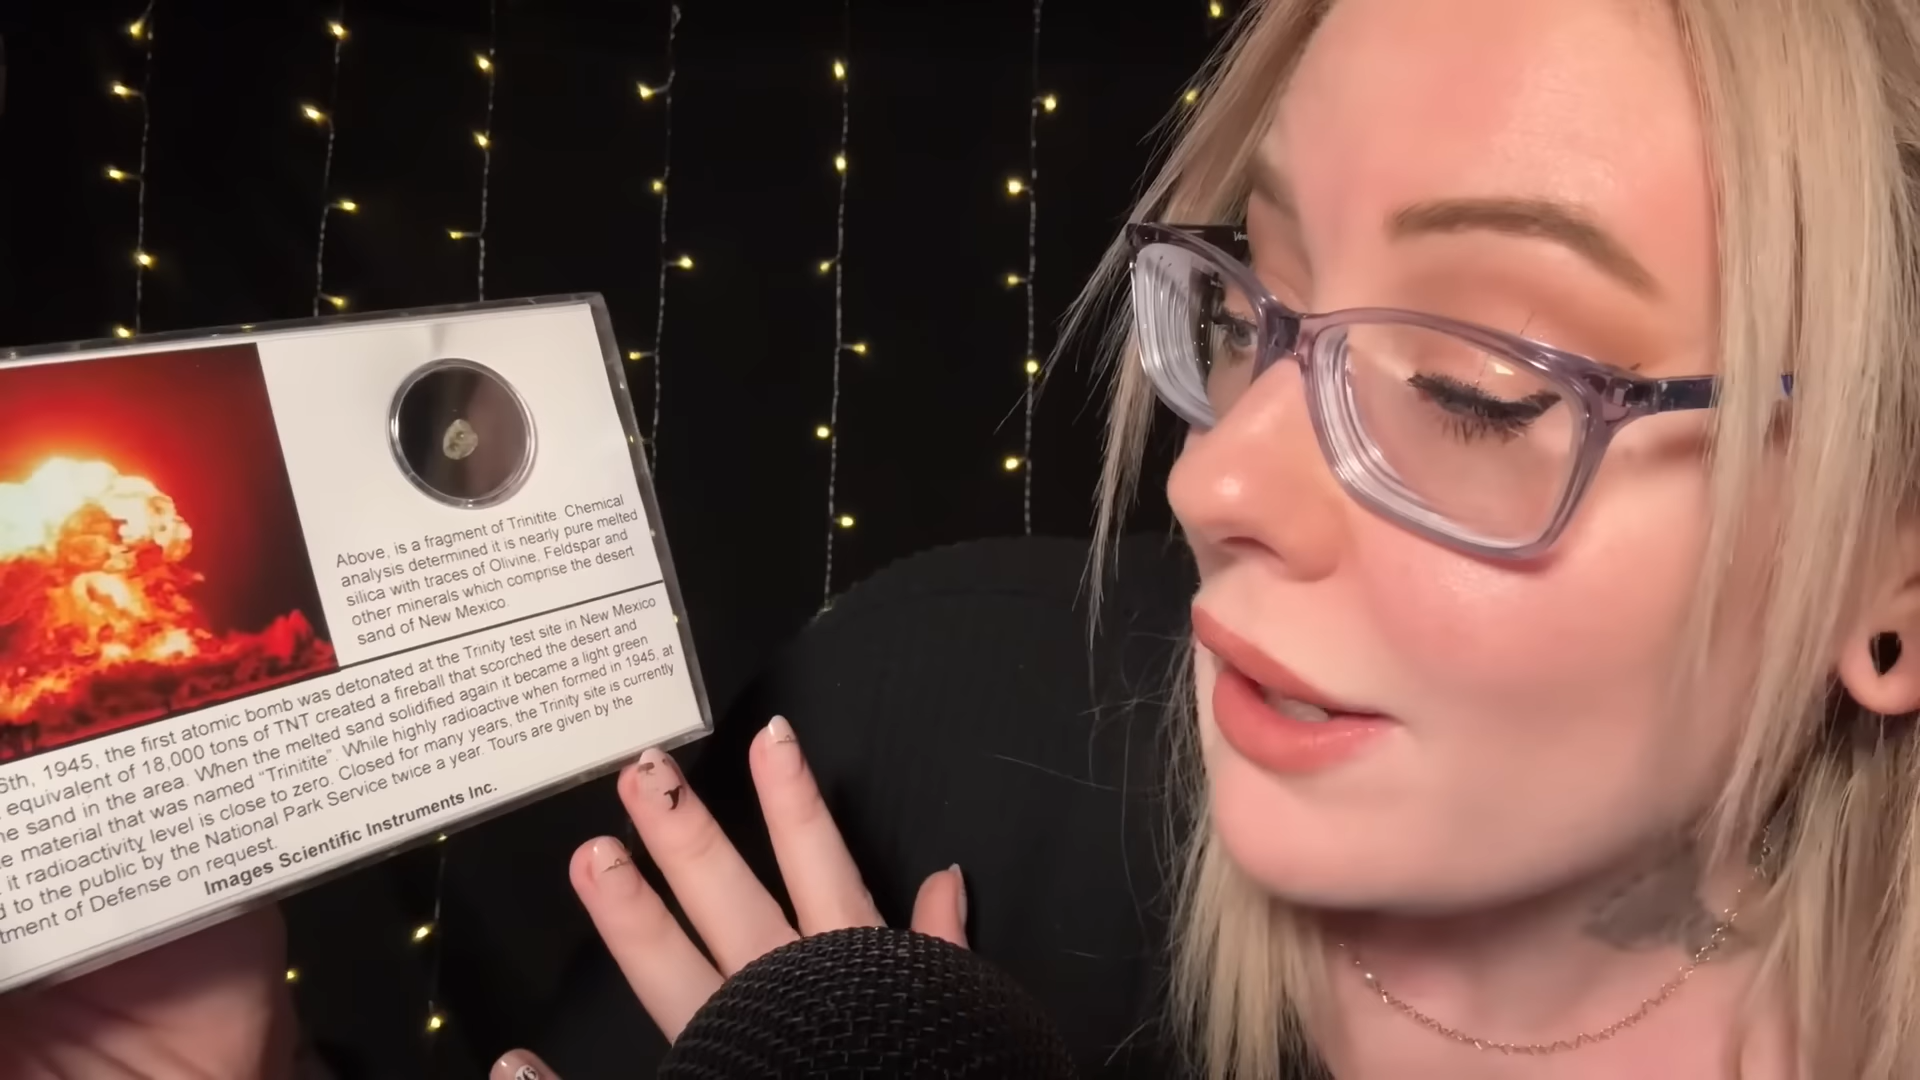 Above, is a fragment of Trinitite Chemical
analysis determined it is nearly pure melted
silica with traces of Olivine, Feldspar and
other minerals which comprise the desert
sand of New Mexico.
6th, 1945, the first atomic bomb was detonated at the Trinity test site in New Mexico
equivalent of 18,000 tons of TNT created a fireball that scorched the desert and
sand in the area. When the melted sand solidified again it became a light green
material that was named "Trinitite". While highly radioactive when formed in 1945, at
it radioactivity level is close to zero. Closed for many years, the Trinity site is currently
to the public by the National Park Service twice a year. Tours are given by the
tment of Defense on request.
Images Scientific Instruments Inc.